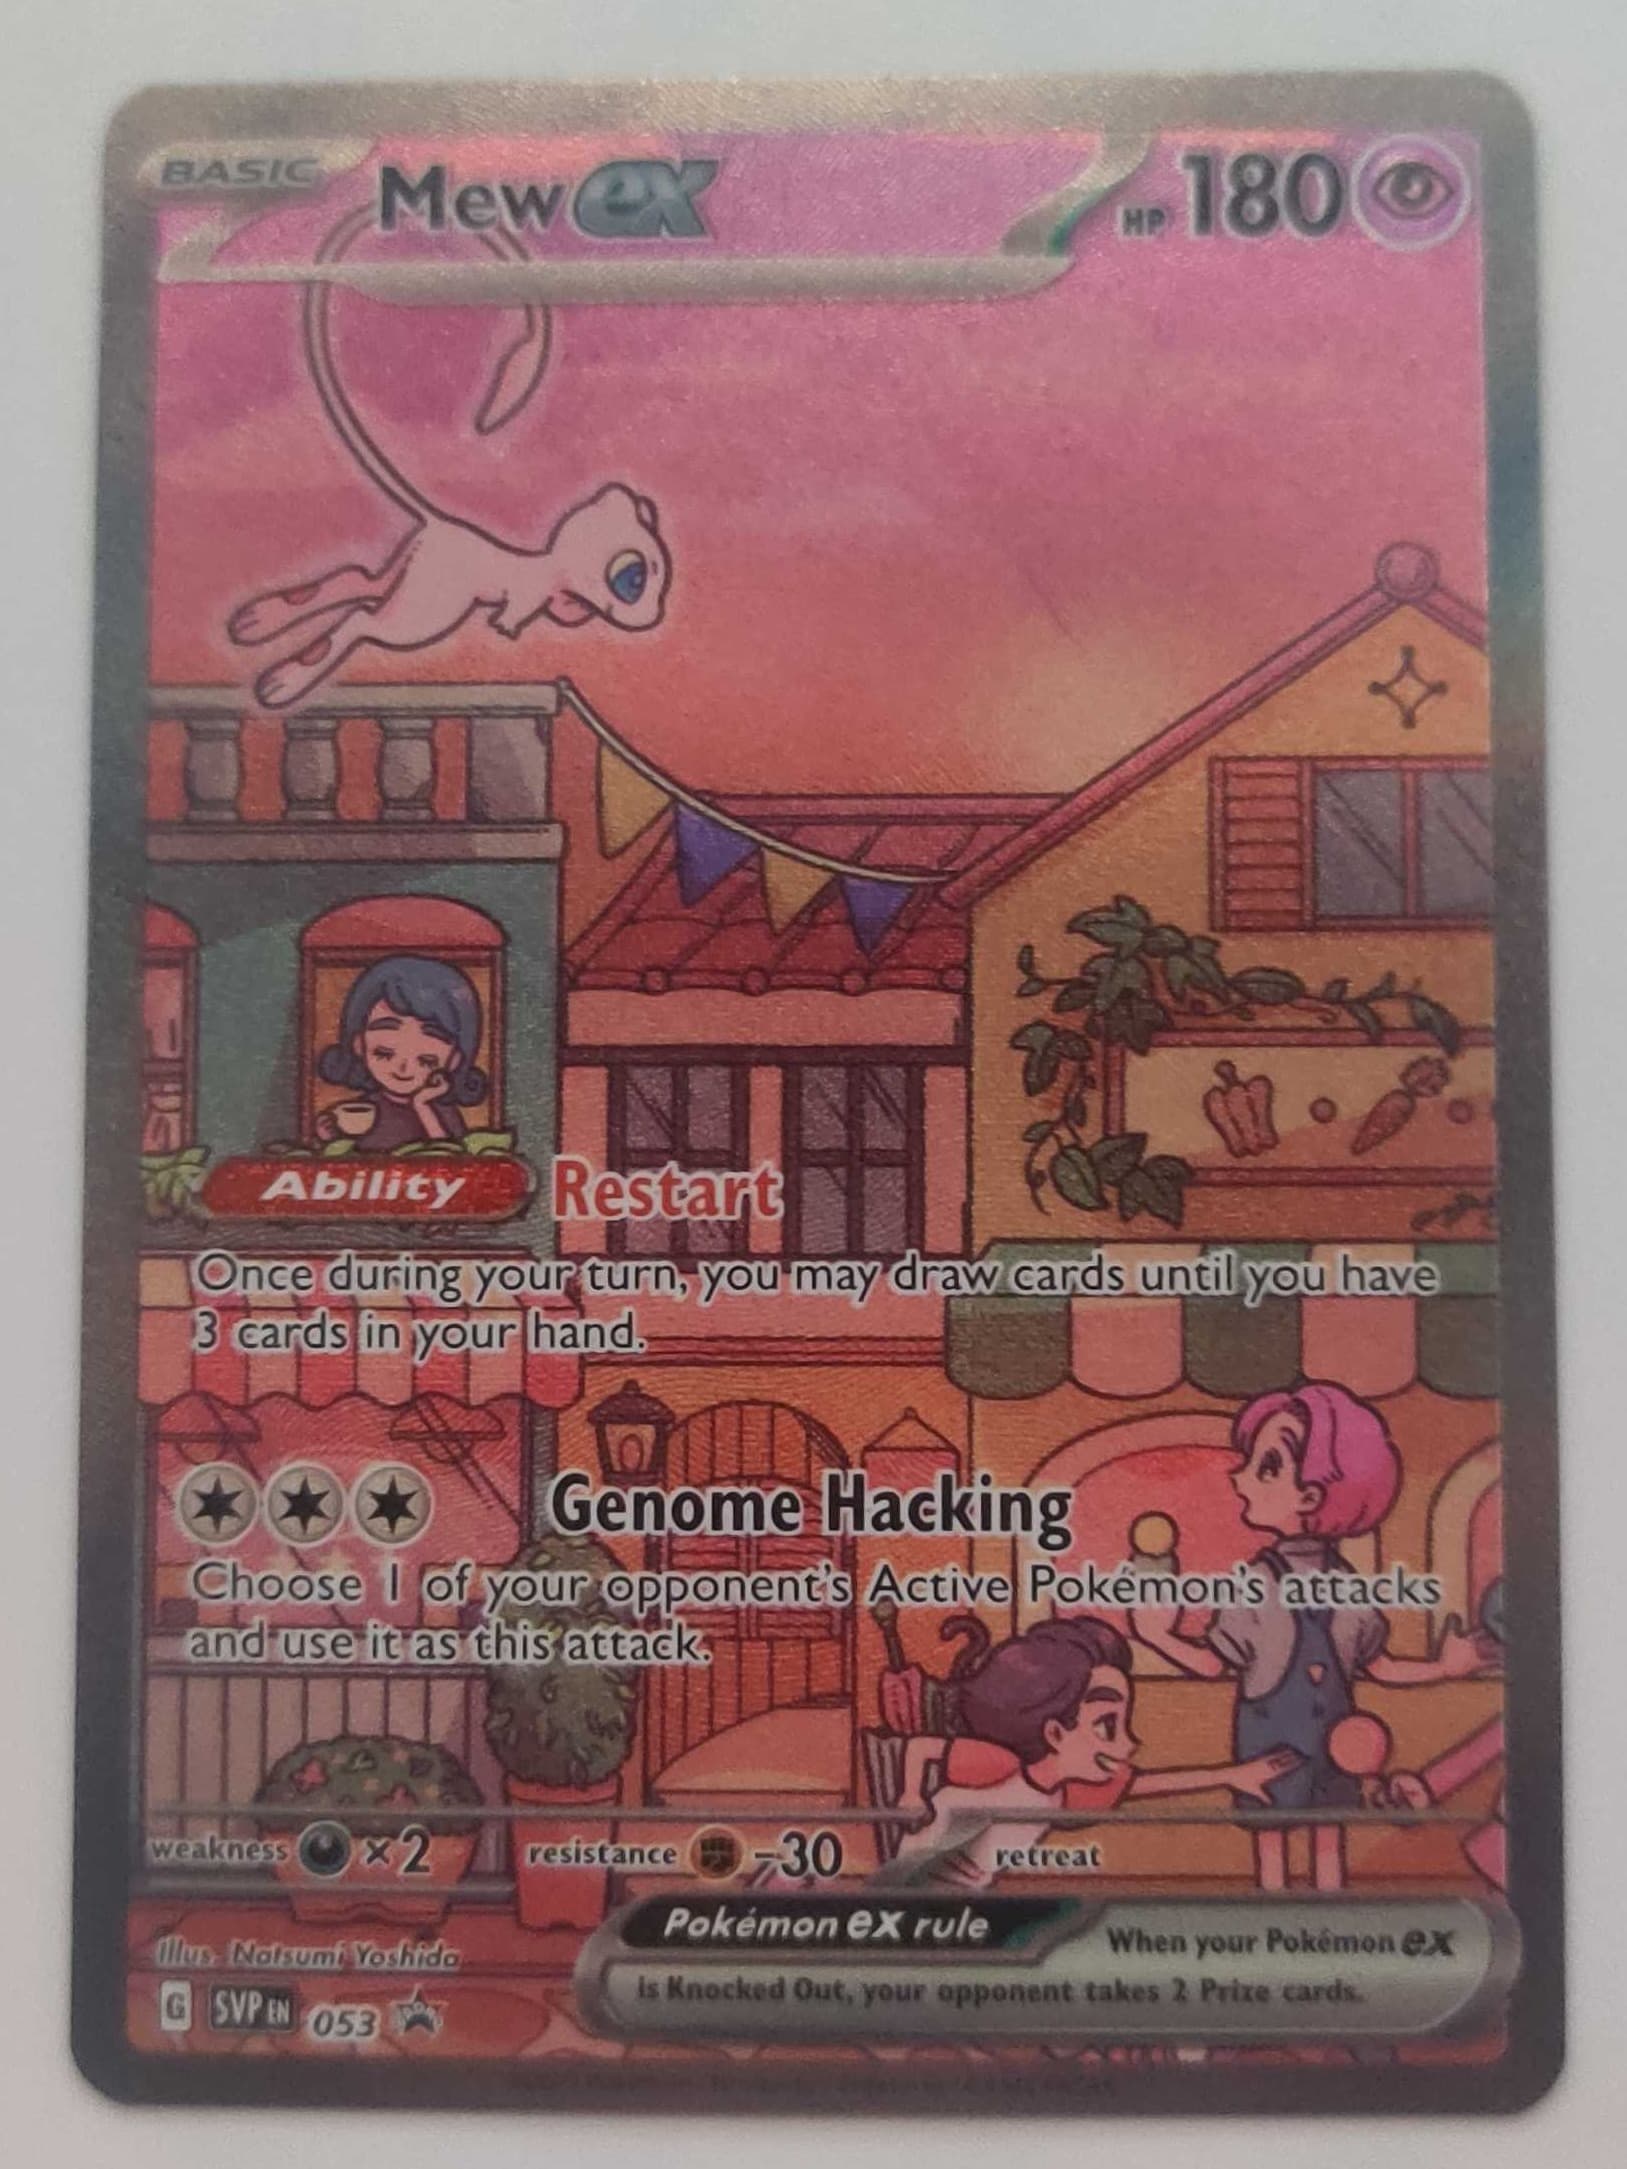 BASIC Mew ex HP 180
Ability Restart
Once during your turn, you may draw cards until you have
3 cards in your hand.
Genome Hacking
Choose 1 of your opponent's Active Pokémon's attacks
and use it as this attack.
weakness ×2 resistance -30 retreat
Pokémon ex rule When your Pokémon ex
is Knocked Out, your opponent takes 2 Prize cards.
Illus. Natsumi Yoshida
G SVP EN 053